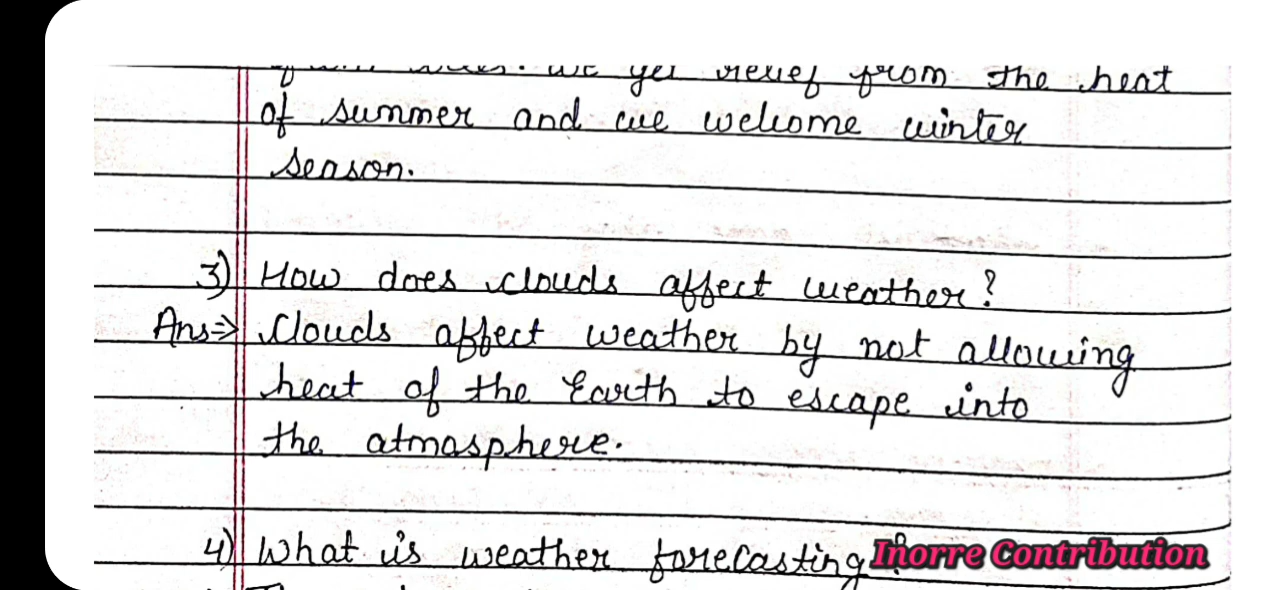 we get relief from the heat
of summer and we welcome winter
season.
3) How does clouds affect weather?
Ans⇒ Clouds affect weather by not allowing
heat of the Earth to escape into
the atmosphere.
4) What is weather forecasting?
Inorre Contribution